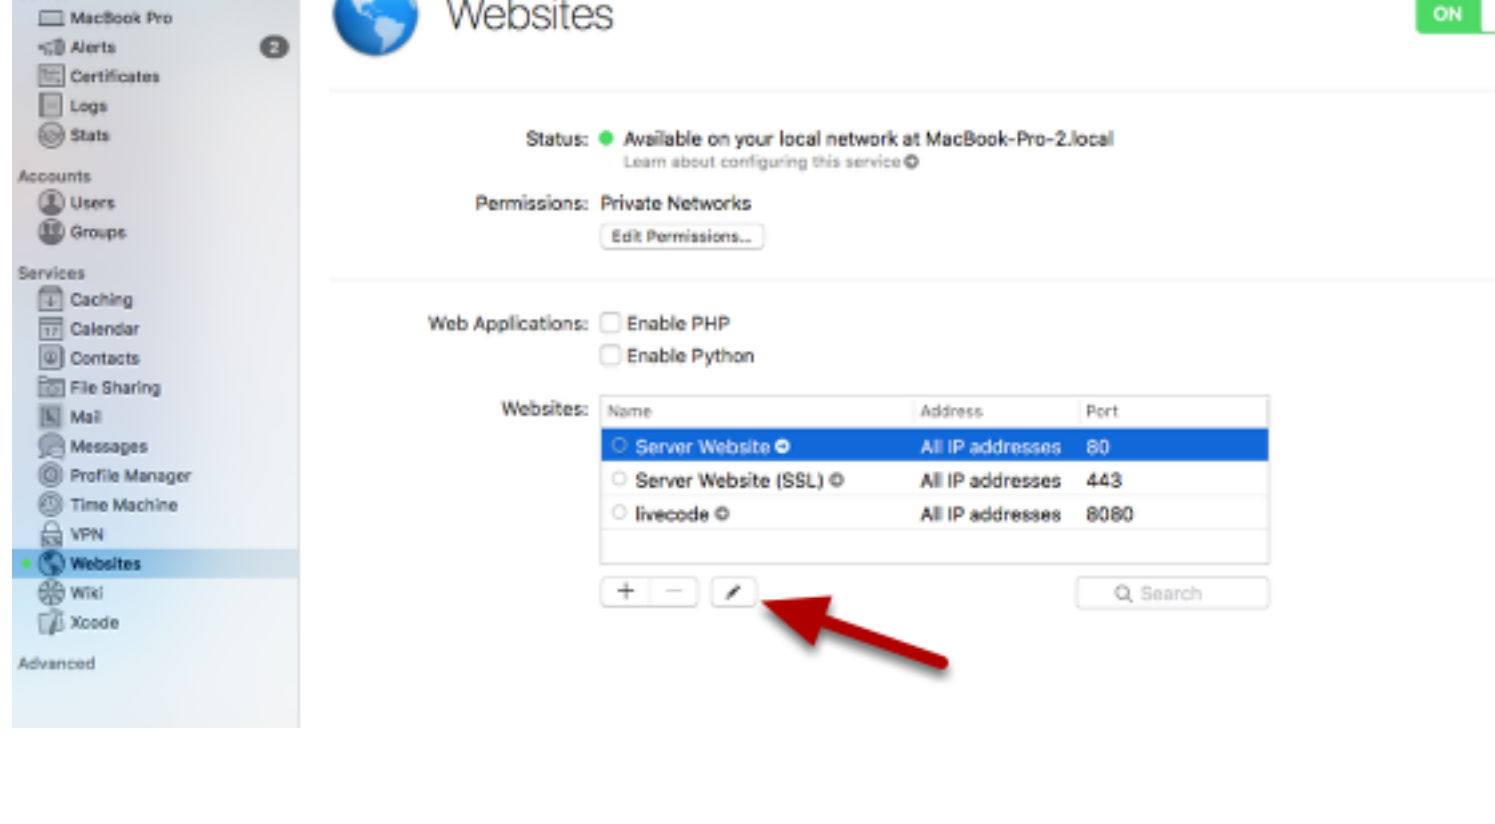 MacBook Pro
Alerts 2
Certificates
Logs
Stats
Accounts
Users
Groups
Services
Caching
17 Calendar
Contacts
File Sharing
Mail
Messages
Profile Manager
Time Machine
VPN
Websites
Wiki
Xcode
Advanced
Websites
ON
Status: Available on your local network at MacBook-Pro-2.local
Learn about configuring this service
Permissions: Private Networks
Edit Permissions...
Web Applications: Enable PHP
Enable Python
Websites: Name Address Port
Server Website All IP addresses 80
Server Website (SSL) All IP addresses 443
livecode All IP addresses 8080
Search